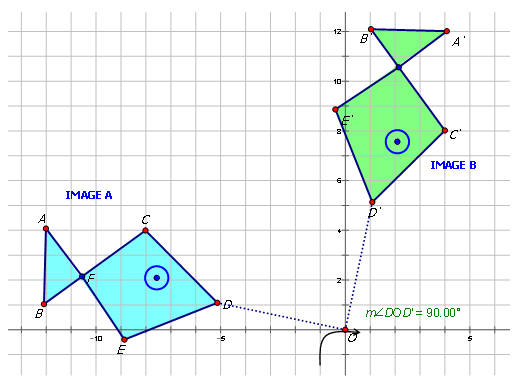 12
B'
A'
10
E'
8
C'
IMAGE B
6
IMAGE A
D'
A
C
4
F
2
B
D
m∠DOD' = 90.00°
O
-10
-5
5
E